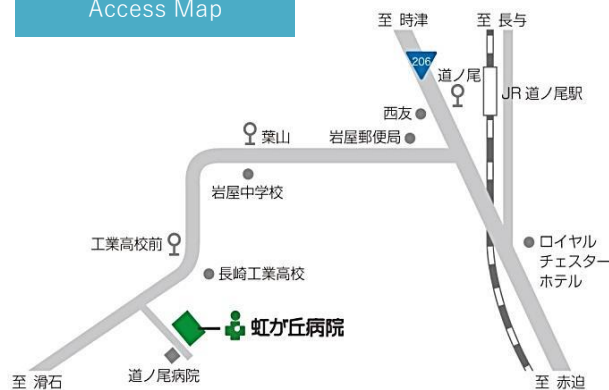 Access Map
至 時津
至 長与
206
道ノ尾
JR 道ノ尾駅
西友
岩屋郵便局
葉山
岩屋中学校
工業高校前
長崎工業高校
ロイヤル
チェスター
ホテル
虹が丘病院
道ノ尾病院
至 滑石
至 赤迫